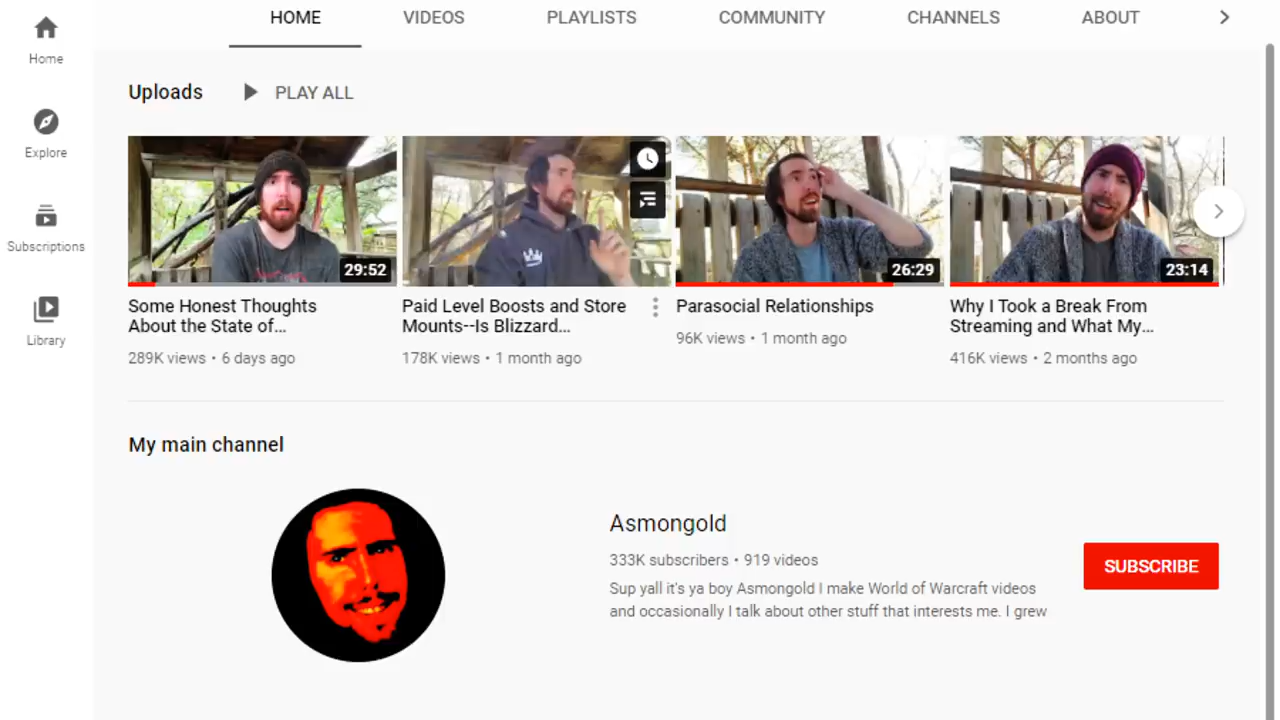 HOME VIDEOS PLAYLISTS COMMUNITY CHANNELS ABOUT
Home
Explore
Subscriptions
Library
Uploads PLAY ALL
29:52
26:29
23:14
Some Honest Thoughts
About the State of...
289K views • 6 days ago
Paid Level Boosts and Store
Mounts--Is Blizzard...
178K views • 1 month ago
Parasocial Relationships
96K views • 1 month ago
Why I Took a Break From
Streaming and What My...
416K views • 2 months ago
My main channel
Asmongold
333K subscribers • 919 videos
Sup yall it's ya boy Asmongold I make World of Warcraft videos
and occasionally I talk about other stuff that interests me. I grew
SUBSCRIBE